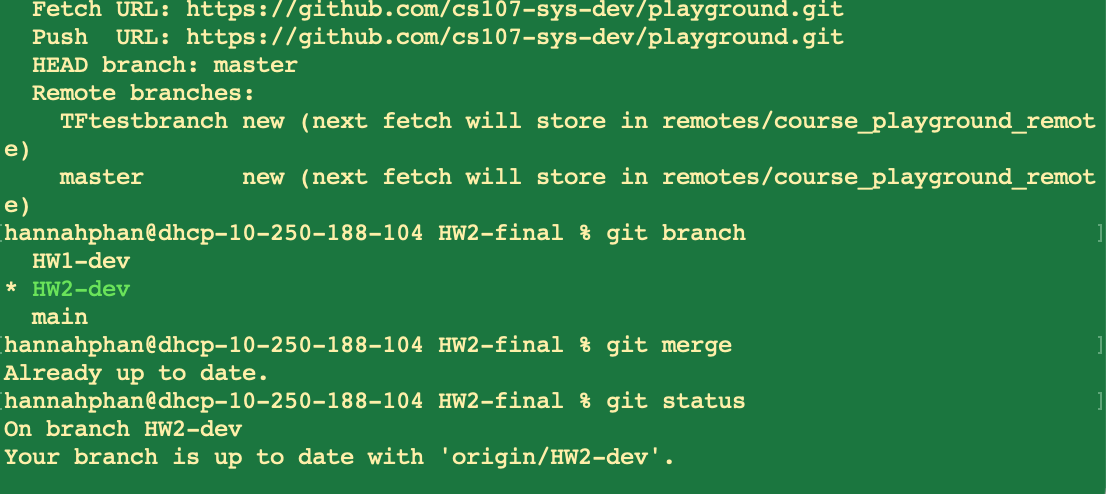 Fetch URL: https://github.com/cs107-sys-dev/playground.git
Push  URL: https://github.com/cs107-sys-dev/playground.git
HEAD branch: master
Remote branches:
TFtestbranch new (next fetch will store in remotes/course_playground_remot
e)
master       new (next fetch will store in remotes/course_playground_remot
e)
[hannahphan@dhcp-10-250-188-104 HW2-final % git branch ]
HW1-dev
* HW2-dev
main
[hannahphan@dhcp-10-250-188-104 HW2-final % git merge ]
Already up to date.
[hannahphan@dhcp-10-250-188-104 HW2-final % git status ]
On branch HW2-dev
Your branch is up to date with 'origin/HW2-dev'.